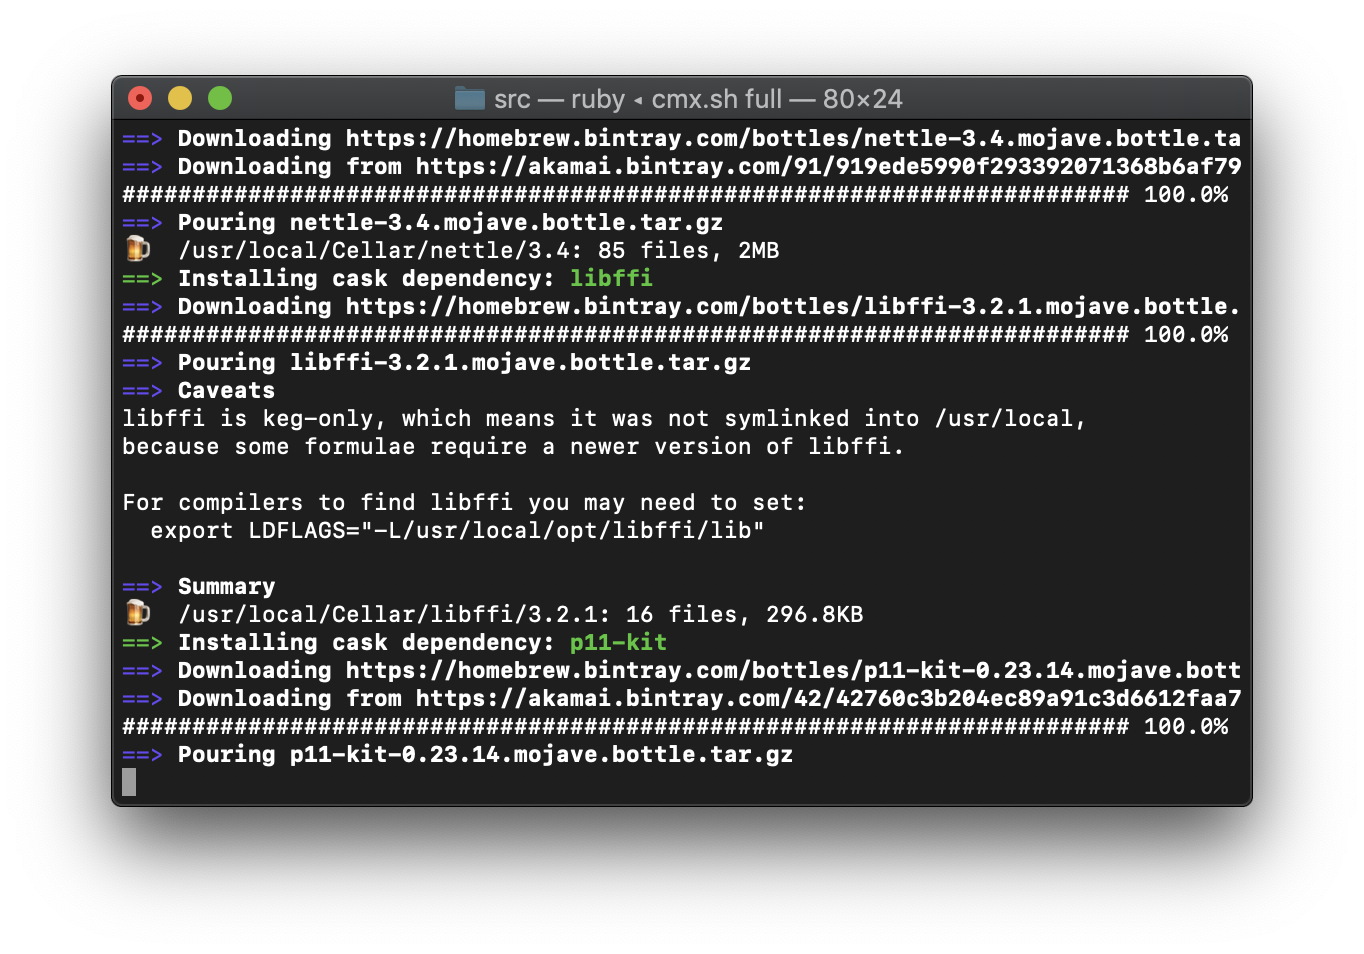 src — ruby ◂ cmx.sh full — 80×24
==> Downloading https://homebrew.bintray.com/bottles/nettle-3.4.mojave.bottle.ta
==> Downloading from https://akamai.bintray.com/91/919ede5990f293392071368b6af79
######################################################################## 100.0%
==> Pouring nettle-3.4.mojave.bottle.tar.gz
🍺  /usr/local/Cellar/nettle/3.4: 85 files, 2MB
==> Installing cask dependency: libffi
==> Downloading https://homebrew.bintray.com/bottles/libffi-3.2.1.mojave.bottle.
######################################################################## 100.0%
==> Pouring libffi-3.2.1.mojave.bottle.tar.gz
==> Caveats
libffi is keg-only, which means it was not symlinked into /usr/local,
because some formulae require a newer version of libffi.

For compilers to find libffi you may need to set:
  export LDFLAGS="-L/usr/local/opt/libffi/lib"

==> Summary
🍺  /usr/local/Cellar/libffi/3.2.1: 16 files, 296.8KB
==> Installing cask dependency: p11-kit
==> Downloading https://homebrew.bintray.com/bottles/p11-kit-0.23.14.mojave.bott
==> Downloading from https://akamai.bintray.com/42/42760c3b204ec89a91c3d6612faa7
######################################################################## 100.0%
==> Pouring p11-kit-0.23.14.mojave.bottle.tar.gz